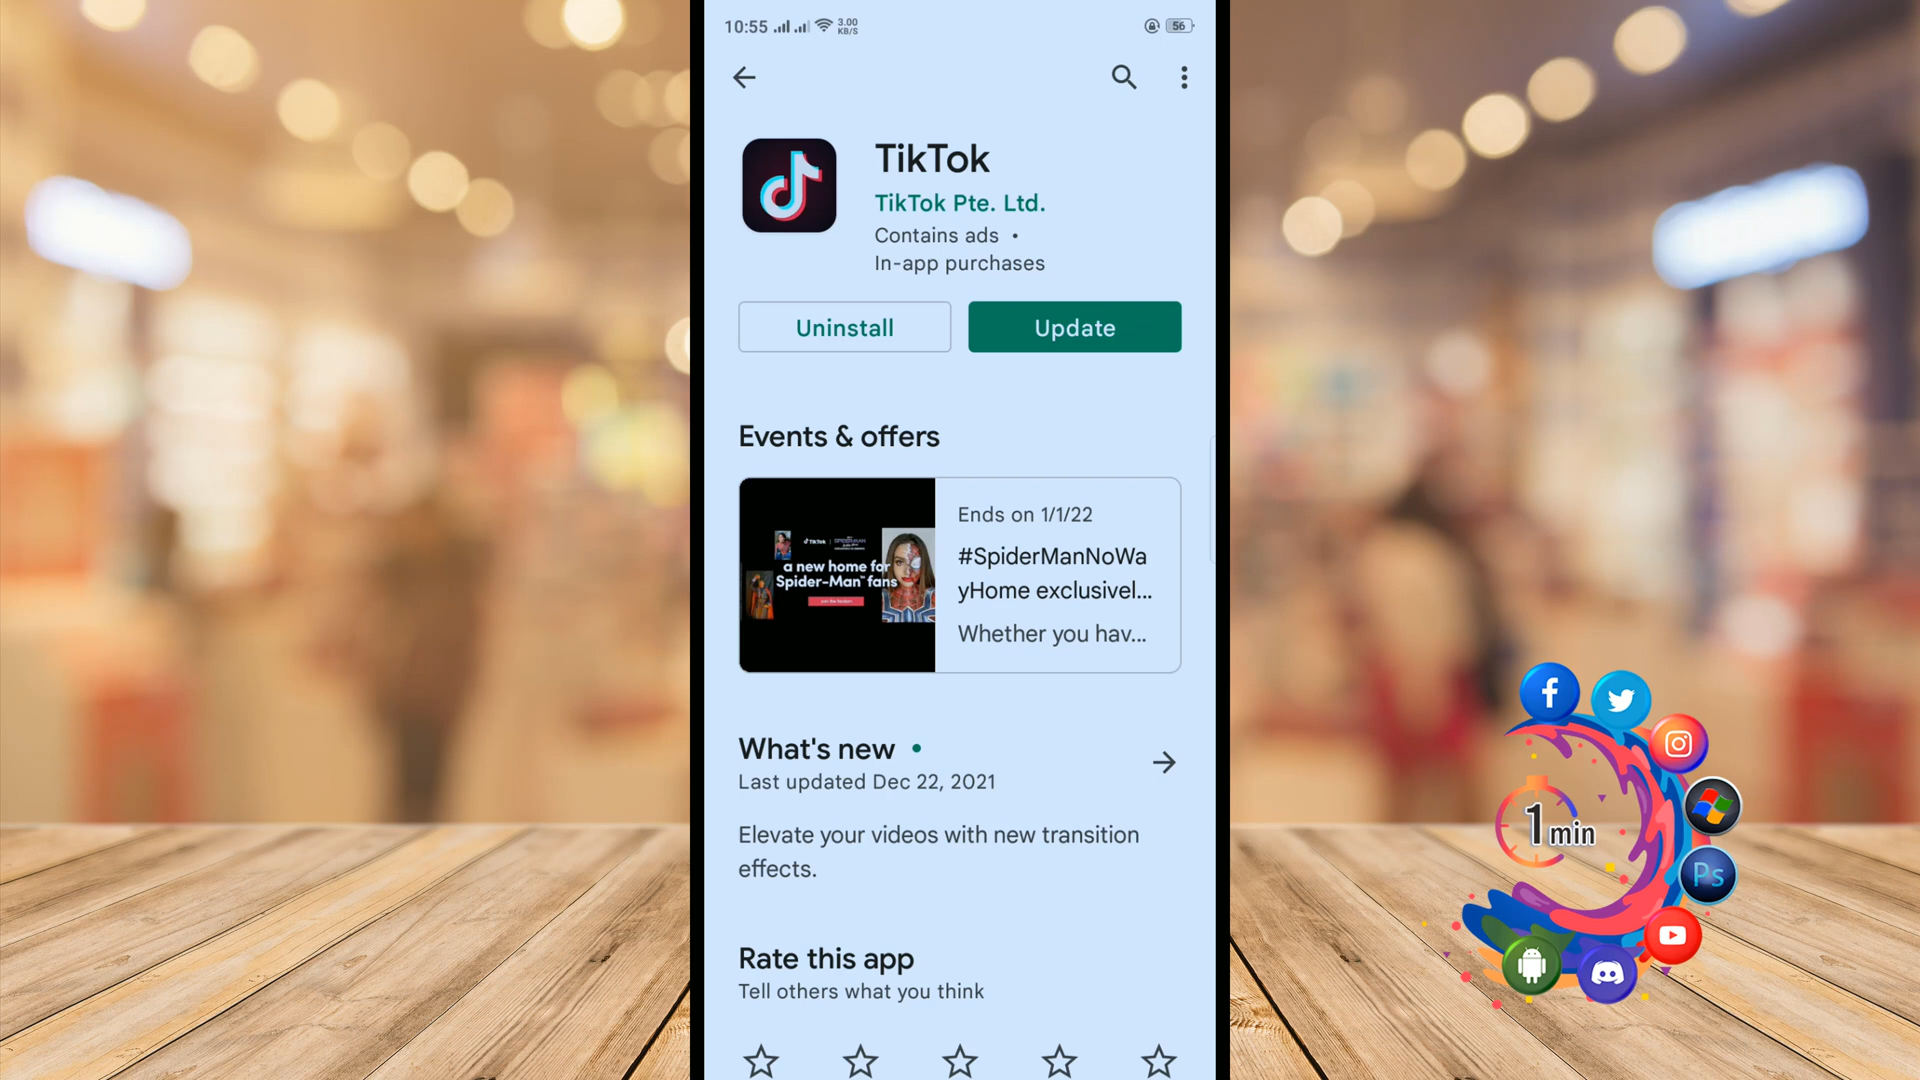 10:55
3.00
KB/S
56
TikTok
TikTok Pte. Ltd.
Contains ads •
In-app purchases
Uninstall
Update
Events & offers
TikTok
a new home for
Spider-Man™ fans
Ends on 1/1/22
#SpiderManNoWa
yHome exclusivel...
Whether you hav...
What's new •
Last updated Dec 22, 2021
Elevate your videos with new transition
effects.
Rate this app
Tell others what you think
1 min
Ps